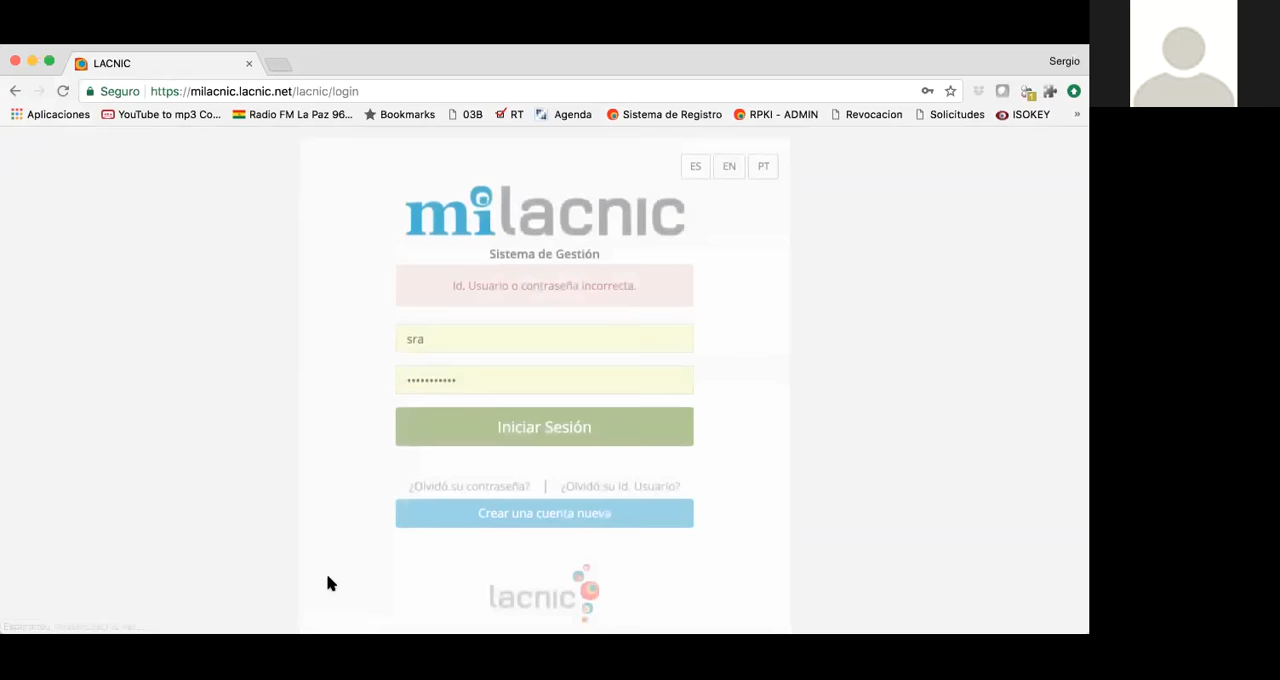 LACNIC
Sergio
Seguro https://milacnic.lacnic.net/lacnic/login
Aplicaciones YouTube to mp3 Co... Radio FM La Paz 96... Bookmarks 03B RT Agenda Sistema de Registro RPKI - ADMIN Revocacion Solicitudes ISOKEY »
ES EN PT
milacnic
Sistema de Gestión
Id. Usuario o contraseña incorrecta.
sra
•••••••••••
Iniciar Sesión
¿Olvidó su contraseña? | ¿Olvidó su Id. Usuario?
Crear una cuenta nueva
lacnic
Esperando